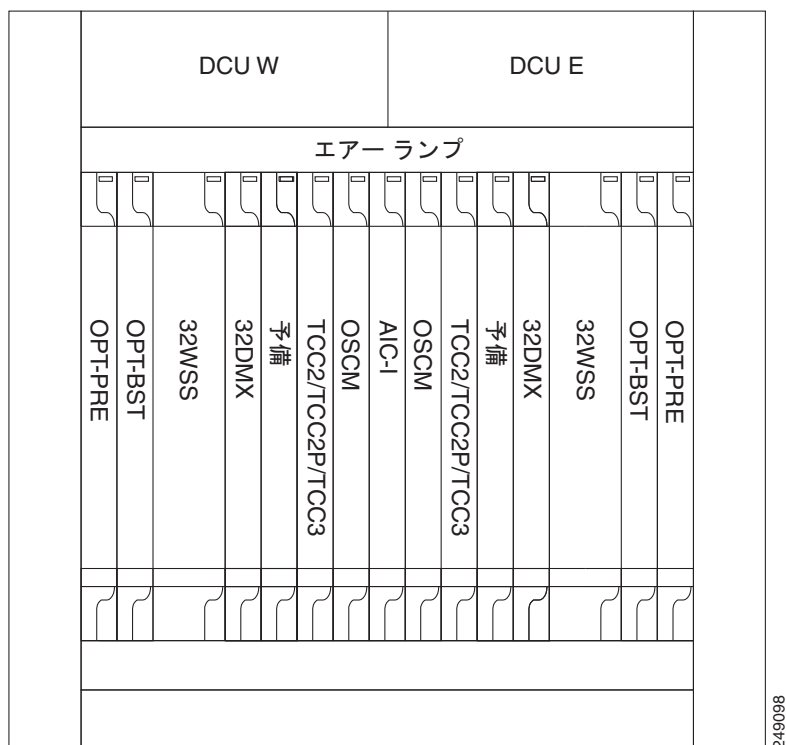 DCU W
DCU E
エアー ランプ
OPT-PRE
OPT-BST
32WSS
32DMX
予備
TCC2/TCC2P/TCC3
OSCM
AIC-I
OSCM
TCC2/TCC2P/TCC3
予備
32DMX
32WSS
OPT-BST
OPT-PRE
249098